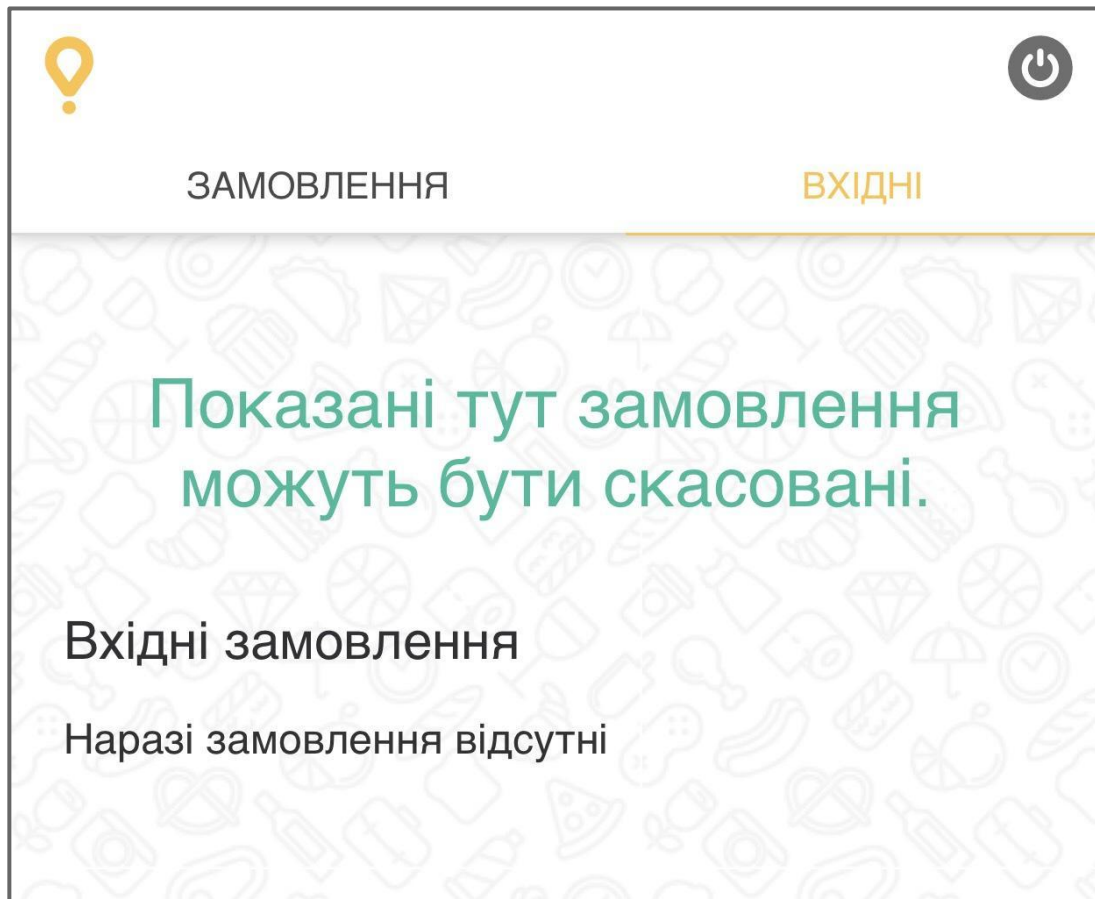 ЗАМОВЛЕННЯ
ВХІДНІ
Показані тут замовлення
можуть бути скасовані.
Вхідні замовлення
Наразі замовлення відсутні